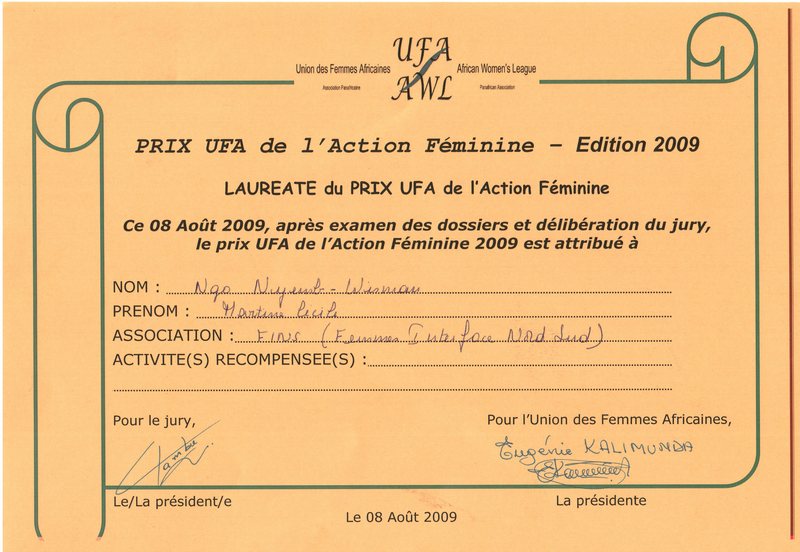 UFA
Union des Femmes Africaines African Women's League
Association Panafricaine Panafrican Association
AWL
PRIX UFA de l'Action Féminine – Edition 2009
LAUREATE du PRIX UFA de l'Action Féminine
Ce 08 Août 2009, après examen des dossiers et délibération du jury,
le prix UFA de l'Action Féminine 2009 est attribué à
NOM : Ngo Nyemb-Wisman
PRENOM : Martine Cécile
ASSOCIATION : FINS (Femmes Interface Nord Sud)
ACTIVITE(S) RECOMPENSEE(S) :
Pour le jury, Pour l'Union des Femmes Africaines,
Eugénie KALIMUNDA
Le/La président/e La présidente
Le 08 Août 2009